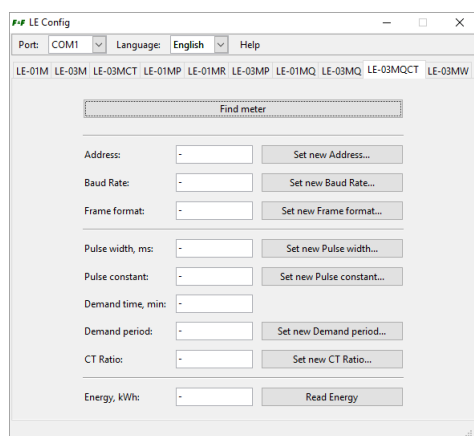 F&F LE Config
Port: COM1 Language: English Help
LE-01M LE-03M LE-03MCT LE-01MP LE-01MR LE-03MP LE-01MQ LE-03MQ LE-03MQCT LE-03MW
Find meter
Address: - Set new Address...
Baud Rate: - Set new Baud Rate...
Frame format: - Set new Frame format...
Pulse width, ms: - Set new Pulse width...
Pulse constant: - Set new Pulse constant...
Demand time, min: -
Demand period: - Set new Demand period...
CT Ratio: - Set new CT Ratio...
Energy, kWh: - Read Energy